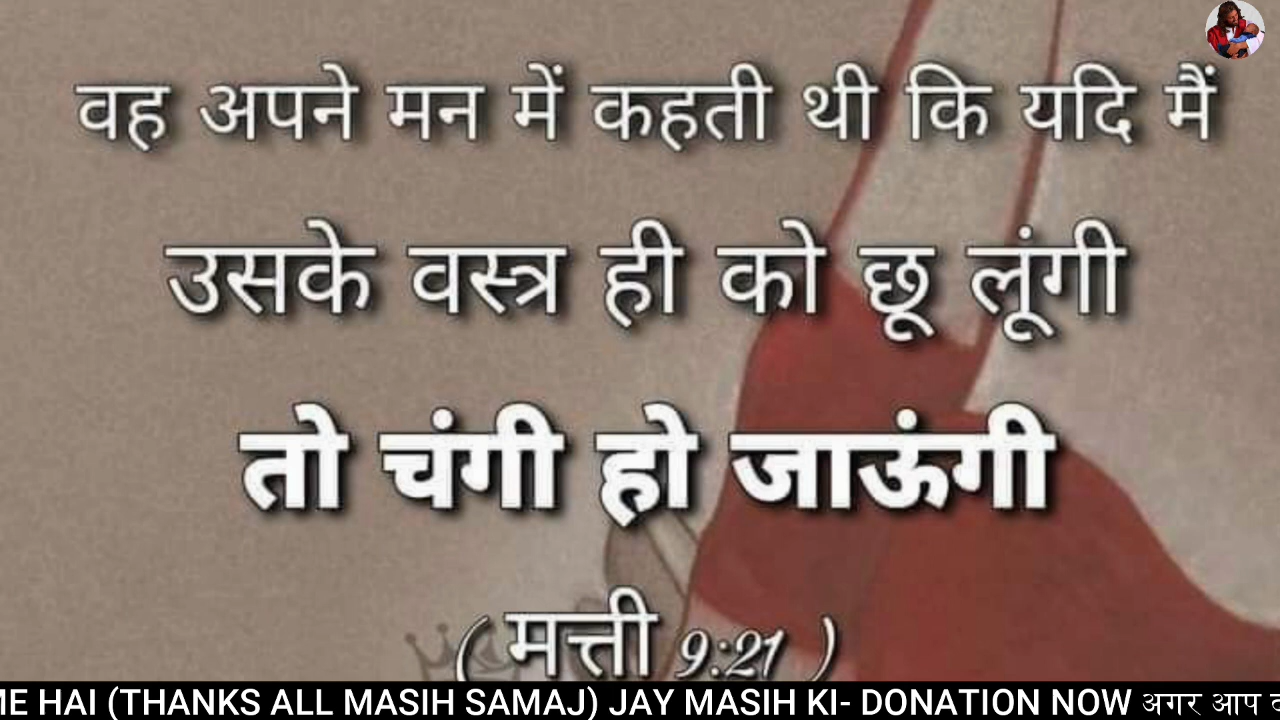 वह अपने मन में कहती थी कि यदि मैं
उसके वस्त्र ही को छू लूंगी
तो चंगी हो जाऊंगी
( मत्ती 9:21 )
HAI (THANKS ALL MASIH SAMAJ) JAY MASIH KI- DONATION NOW अगर आप